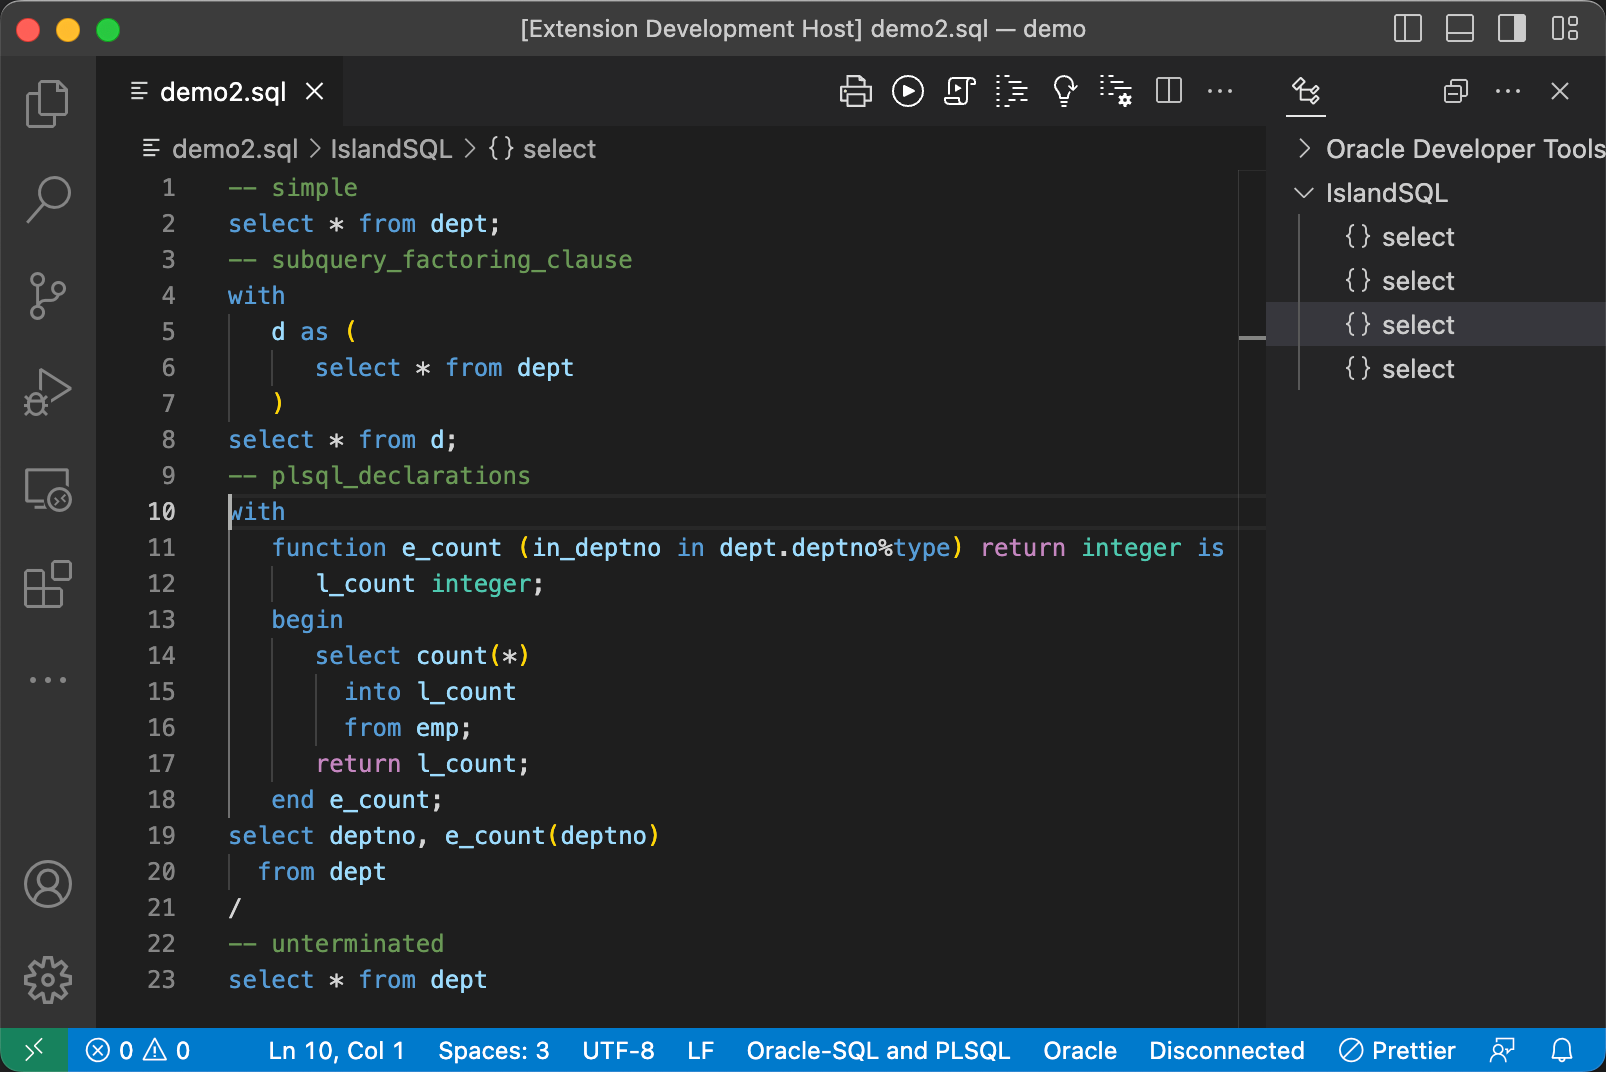 [Extension Development Host] demo2.sql — demo
demo2.sql
demo2.sql > IslandSQL > {} select
1 -- simple
2 select * from dept;
3 -- subquery_factoring_clause
4 with
5    d as (
6       select * from dept
7    )
8 select * from d;
9 -- plsql_declarations
10 with
11    function e_count (in_deptno in dept.deptno%type) return integer is
12       l_count integer;
13    begin
14       select count(*)
15         into l_count
16         from emp;
17       return l_count;
18    end e_count;
19 select deptno, e_count(deptno)
20   from dept
21 /
22 -- unterminated
23 select * from dept
Oracle Developer Tools
IslandSQL
{} select
{} select
{} select
{} select
0 0 Ln 10, Col 1 Spaces: 3 UTF-8 LF Oracle-SQL and PLSQL Oracle Disconnected Prettier